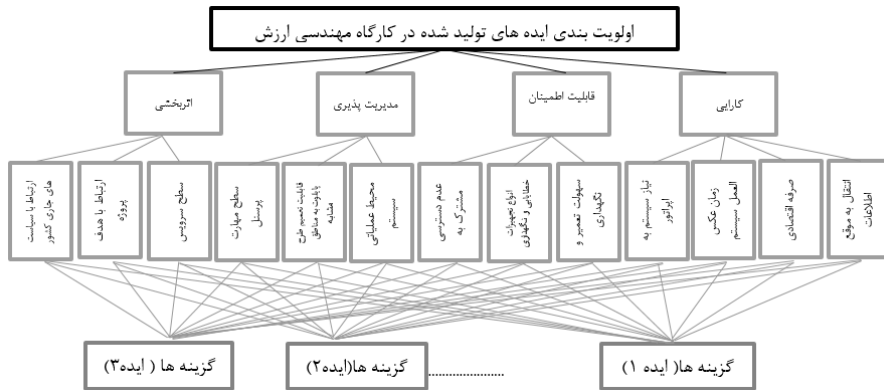 اولویت بندی ایده های تولید شده در کارگاه مهندسی ارزش
کارایی
قابلیت اطمینان
مدیریت پذیری
اثربخشی
انتقال به موقع
اطلاعات
صرفه اقتصادی
زمان عکس
العمل سیستم
نیاز سیستم به
اپراتور
سهولت تعمیر و
نگهداری
انواع تجهیزات
خطایابی و نگهداری
عدم دسترسی
مشترک به
محیط عملیاتی
سیستم
قابلیت تعمیم طرح
پایلوت به مناطق
مشابه
سطح مهارت
پرسنل
سطح سرویس
ارتباط با هدف
پروژه
ارتباط با سیاست
های جاری کشور
گزینه ها( ایده ۱)
گزینه ها(ایده۲)
گزینه ها ( ایده۳)